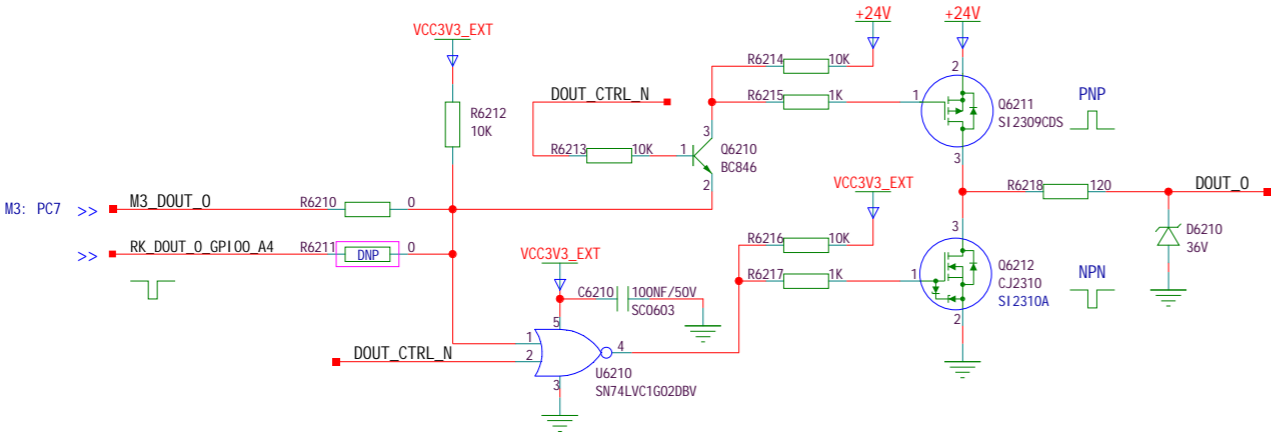 +24V
+24V
VCC3V3_EXT
R6214
10K
2
DOUT_CTRL_N
R6215
1K
1
Q6211
SI2309CDS
PNP
R6212
10K
3
R6213
10K
1
Q6210
BC846
3
2
VCC3V3_EXT
R6218
120
DOUT_0
M3: PC7
>>
M3_DOUT_0
R6210
0
>>
RK_DOUT_0_GPIO0_A4
R6211
DNP
0
D6210
36V
R6216
10K
3
VCC3V3_EXT
R6217
1K
1
Q6212
CJ2310
SI2310A
NPN
2
C6210
100NF/50V
SC0603
5
1
DOUT_CTRL_N
2
4
U6210
SN74LVC1G02DBV
3